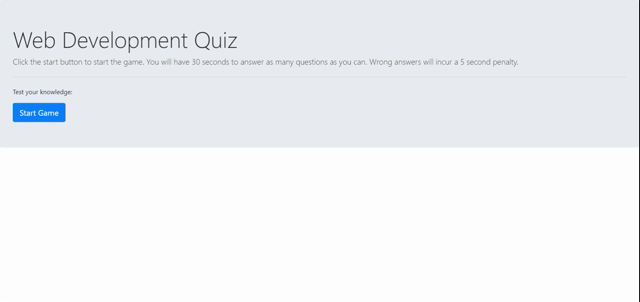 Web Development Quiz
Click the start button to start the game. You will have 30 seconds to answer as many questions as you can. Wrong answers will incur a 5 second penalty.
Test your knowledge:
Start Game